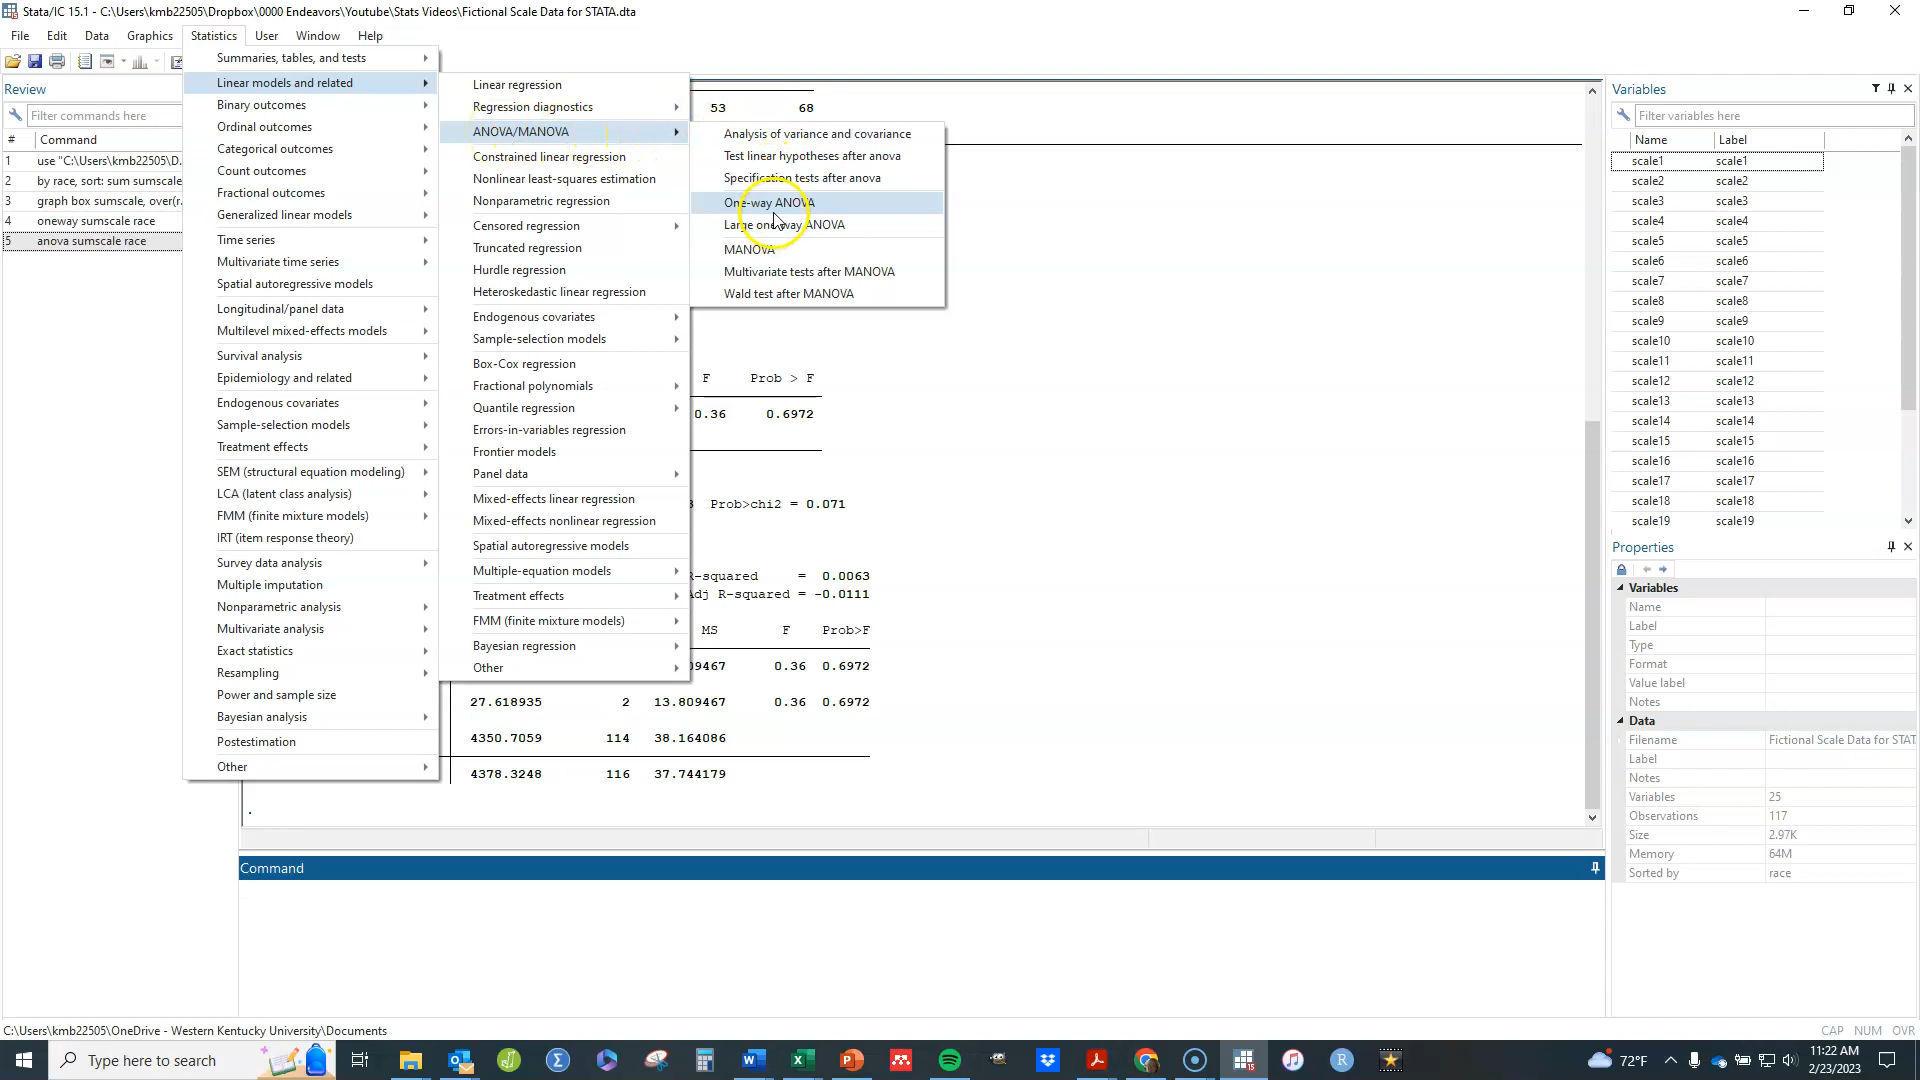 Stata/IC 15.1 - C:\Users\kmb22505\Dropbox\0000 Endeavors\Youtube\Stats Videos\Fictional Scale Data for STATA.dta
File Edit Data Graphics Statistics User Window Help
Review
Filter commands here
# Command
1 use "C:\Users\kmb22505\D.
2 by race, sort: sum sumscale
3 graph box sumscale, over(r.
4 oneway sumscale race
5 anova sumscale race
Summaries, tables, and tests
Linear models and related
Binary outcomes
Ordinal outcomes
Categorical outcomes
Count outcomes
Fractional outcomes
Generalized linear models
Time series
Multivariate time series
Spatial autoregressive models
Longitudinal/panel data
Multilevel mixed-effects models
Survival analysis
Epidemiology and related
Endogenous covariates
Sample-selection models
Treatment effects
SEM (structural equation modeling)
LCA (latent class analysis)
FMM (finite mixture models)
IRT (item response theory)
Survey data analysis
Multiple imputation
Nonparametric analysis
Multivariate analysis
Exact statistics
Resampling
Power and sample size
Bayesian analysis
Postestimation
Other
Linear regression
Regression diagnostics
ANOVA/MANOVA
Constrained linear regression
Nonlinear least-squares estimation
Nonparametric regression
Censored regression
Truncated regression
Hurdle regression
Heteroskedastic linear regression
Endogenous covariates
Sample-selection models
Box-Cox regression
Fractional polynomials
Quantile regression
Errors-in-variables regression
Frontier models
Panel data
Mixed-effects linear regression
Mixed-effects nonlinear regression
Spatial autoregressive models
Multiple-equation models
Treatment effects
FMM (finite mixture models)
Bayesian regression
Other
Analysis of variance and covariance
Test linear hypotheses after anova
Specification tests after anova
One-way ANOVA
Large one-way ANOVA
MANOVA
Multivariate tests after MANOVA
Wald test after MANOVA
53 68
F Prob > F
0.36 0.6972
Prob>chi2 = 0.071
R-squared = 0.0063
Adj R-squared = -0.0111
MS F Prob>F
09467 0.36 0.6972
27.618935 2 13.809467 0.36 0.6972
4350.7059 114 38.164086
4378.3248 116 37.744179
.
Command
Variables
Filter variables here
Name Label
scale1 scale1
scale2 scale2
scale3 scale3
scale4 scale4
scale5 scale5
scale6 scale6
scale7 scale7
scale8 scale8
scale9 scale9
scale10 scale10
scale11 scale11
scale12 scale12
scale13 scale13
scale14 scale14
scale15 scale15
scale16 scale16
scale17 scale17
scale18 scale18
scale19 scale19
Properties
Variables
Name
Label
Type
Format
Value label
Notes
Data
Filename Fictional Scale Data for STAT
Label
Notes
Variables 25
Observations 117
Size 2.97K
Memory 64M
Sorted by race
C:\Users\kmb22505\OneDrive - Western Kentucky University\Documents
CAP NUM OVR
Type here to search
72°F
11:22 AM
2/23/2023